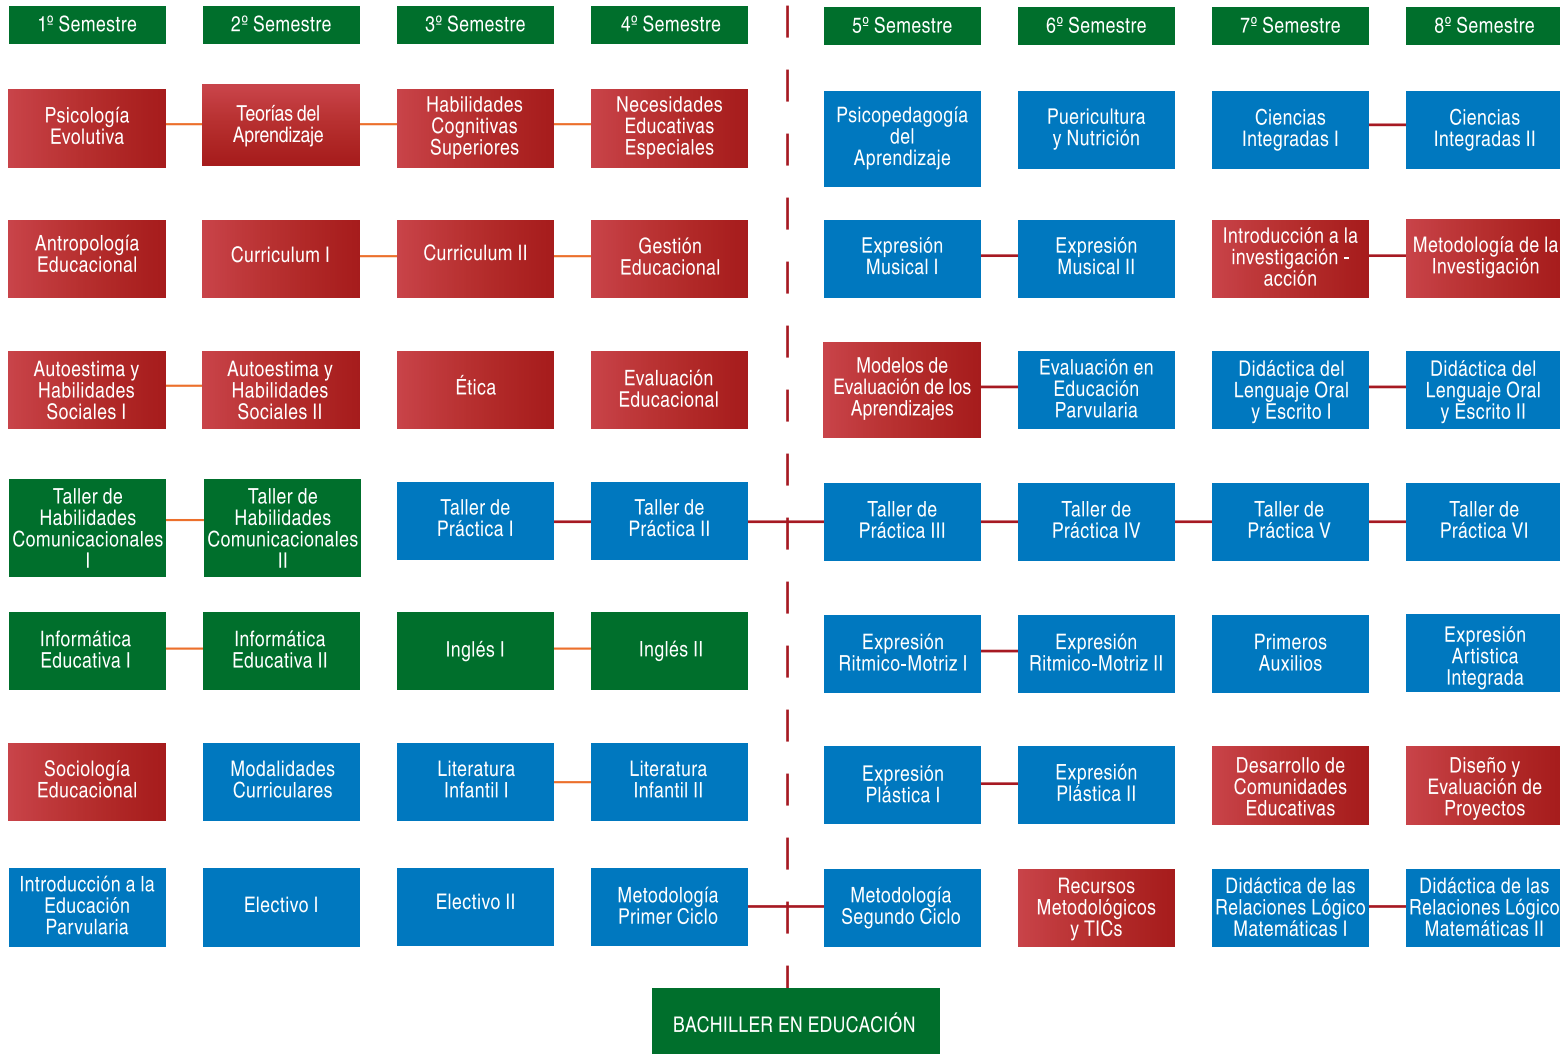 1º Semestre
2º Semestre
3º Semestre
4º Semestre
5º Semestre
6º Semestre
7º Semestre
8º Semestre
Psicología
Evolutiva
Teorías del
Aprendizaje
Habilidades
Cognitivas
Superiores
Necesidades
Educativas
Especiales
Psicopedagogía
del
Aprendizaje
Puericultura
y Nutrición
Ciencias
Integradas I
Ciencias
Integradas II
Antropología
Educacional
Curriculum I
Curriculum II
Gestión
Educacional
Expresión
Musical I
Expresión
Musical II
Introducción a la
investigación -
acción
Metodología de la
Investigación
Autoestima y
Habilidades
Sociales I
Autoestima y
Habilidades
Sociales II
Ética
Evaluación
Educacional
Modelos de
Evaluación de los
Aprendizajes
Evaluación en
Educación
Parvularia
Didáctica del
Lenguaje Oral
y Escrito I
Didáctica del
Lenguaje Oral
y Escrito II
Taller de
Habilidades
Comunicacionales
I
Taller de
Habilidades
Comunicacionales
II
Taller de
Práctica I
Taller de
Práctica II
Taller de
Práctica III
Taller de
Práctica IV
Taller de
Práctica V
Taller de
Práctica VI
Informática
Educativa I
Informática
Educativa II
Inglés I
Inglés II
Expresión
Ritmico-Motriz I
Expresión
Ritmico-Motriz II
Primeros
Auxilios
Expresión
Artistica
Integrada
Sociología
Educacional
Modalidades
Curriculares
Literatura
Infantil I
Literatura
Infantil II
Expresión
Plástica I
Expresión
Plástica II
Desarrollo de
Comunidades
Educativas
Diseño y
Evaluación de
Proyectos
Introducción a la
Educación
Parvularia
Electivo I
Electivo II
Metodología
Primer Ciclo
Metodología
Segundo Ciclo
Recursos
Metodológicos
y TICs
Didáctica de las
Relaciones Lógico
Matemáticas I
Didáctica de las
Relaciones Lógico
Matemáticas II
BACHILLER EN EDUCACIÓN